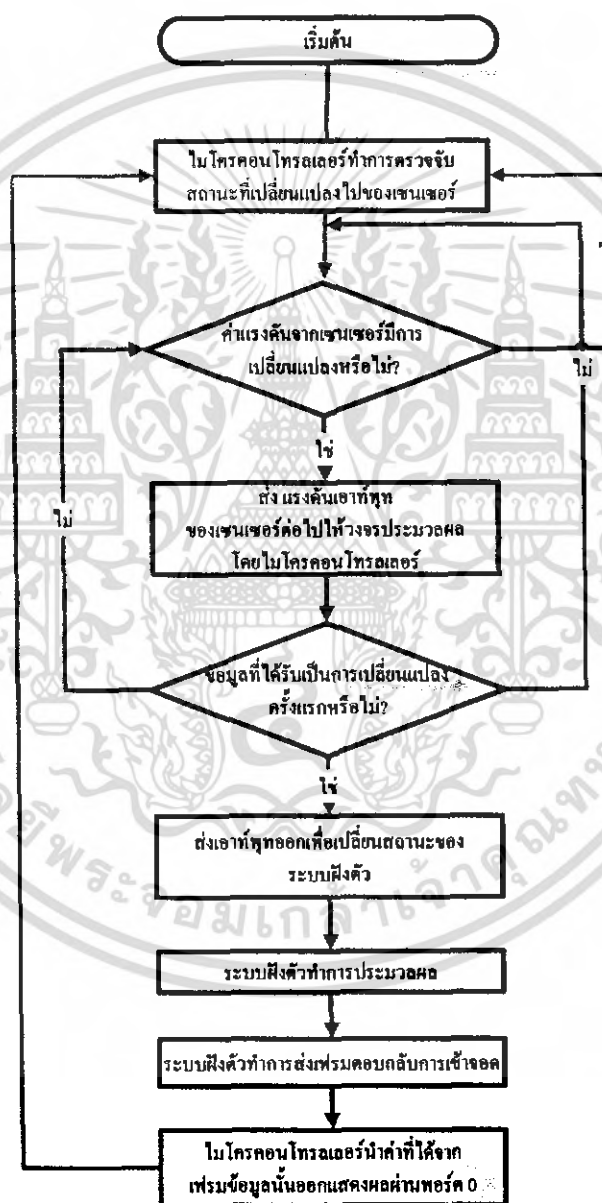 เริ่มต้น
ไมโครคอนโทรลเลอร์ทำการตรวจจับ
สถานะที่เปลี่ยนแปลงไปของเซนเซอร์
ค่าแรงดันจากเซนเซอร์มีการ
เปลี่ยนแปลงหรือไม่?
ไม่
ใช่
ส่งแรงดันเอาท์พุท
ของเซนเซอร์ต่อไปให้วงจรประมวลผล
โดยไมโครคอนโทรลเลอร์
ไม่
ข้อมูลที่ได้รับเป็นการเปลี่ยนแปลง
ครั้งแรกหรือไม่?
ใช่
ส่งเอาท์พุทออกเพื่อเปลี่ยนสถานะของ
ระบบฝังตัว
พระจอมเกล้าเจ้าคุณทห
ระบบฝังตัวทำการประมวลผล
ระบบฝังตัวทำการส่งเฟรมตอบกลับการเข้าจอด
ไมโครคอนโทรลเลอร์นำค่าที่ได้จาก
เฟรมข้อมูลนั้นออกแสดงผลผ่านพอร์ต 0